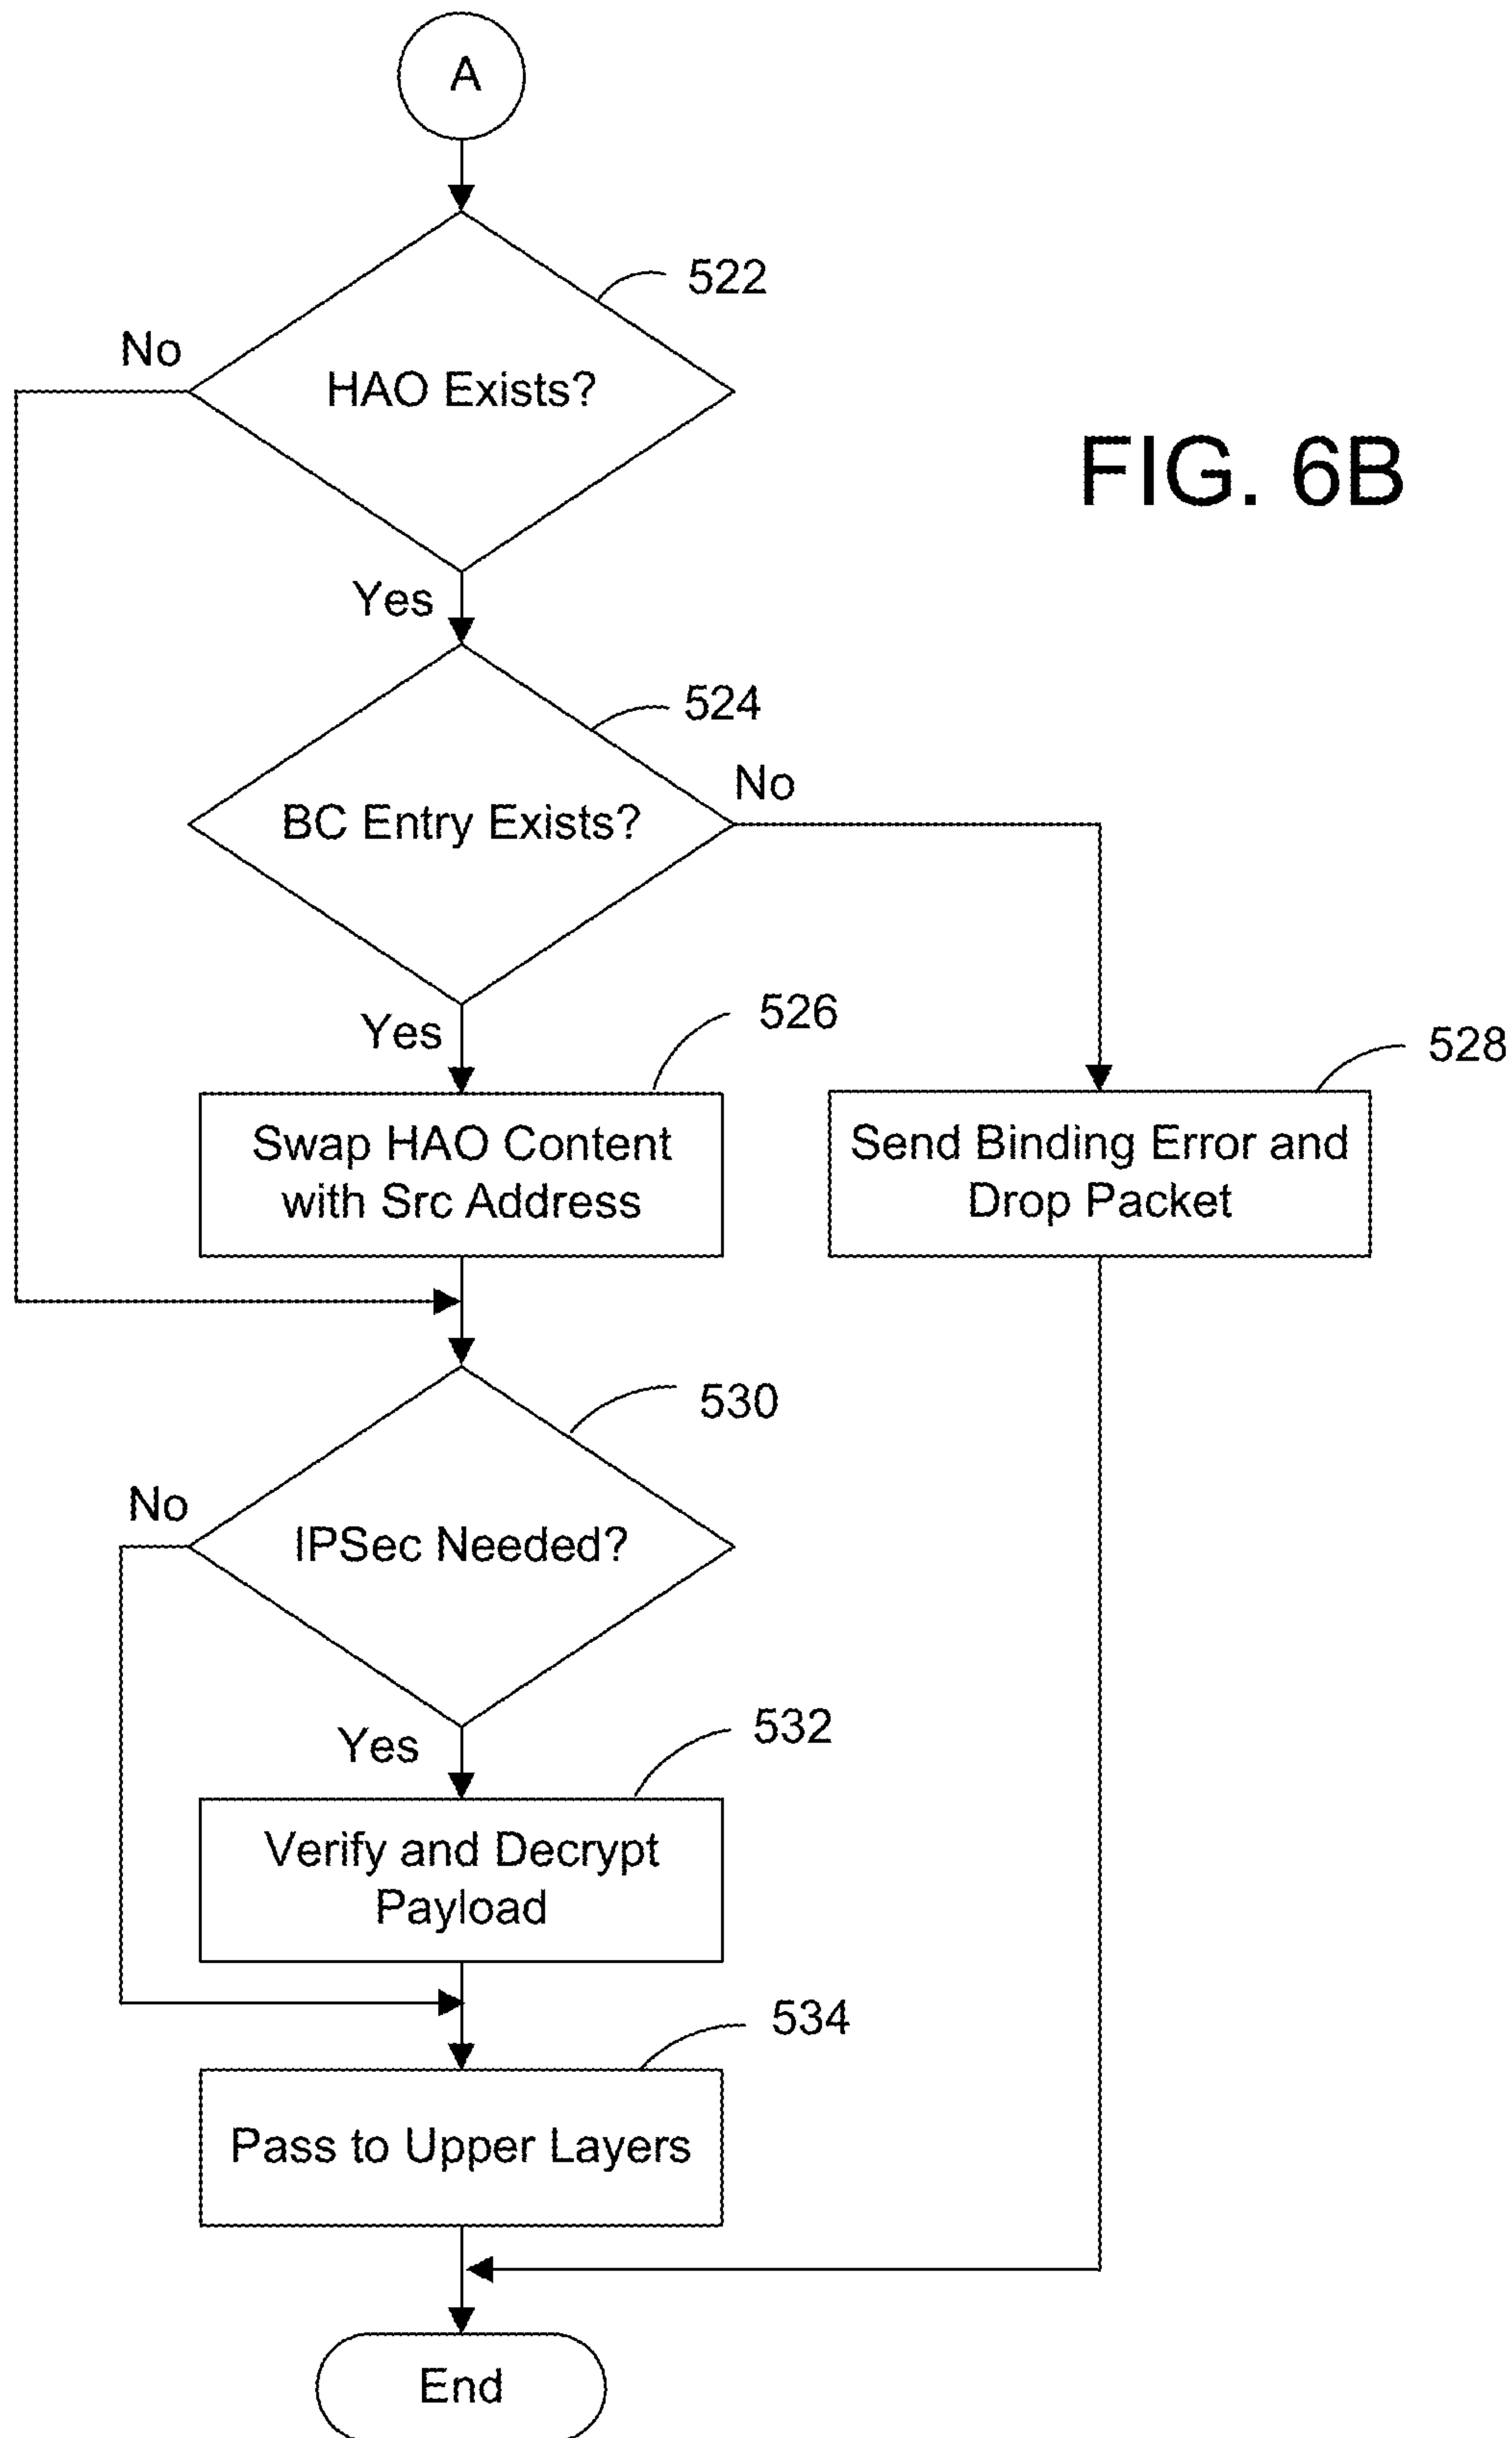 A
522
No
HAO Exists?
FIG. 6B
Yes
524
No
BC Entry Exists?
Yes
526
528
Swap HAO Content
with Src Address
Send Binding Error and
Drop Packet
530
No
IPSec Needed?
Yes
532
Verify and Decrypt
Payload
534
Pass to Upper Layers
End